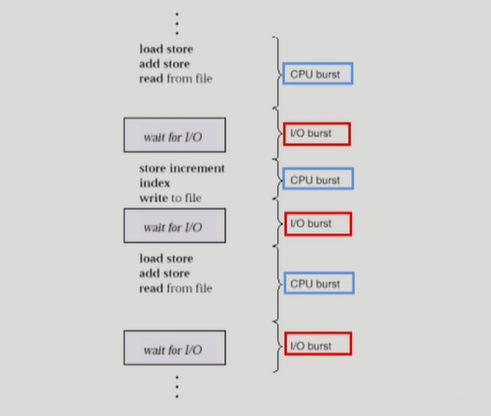 load store
add store
read from file
CPU burst
wait for I/O
I/O burst
store increment
index
write to file
CPU burst
wait for I/O
I/O burst
load store
add store
read from file
CPU burst
wait for I/O
I/O burst